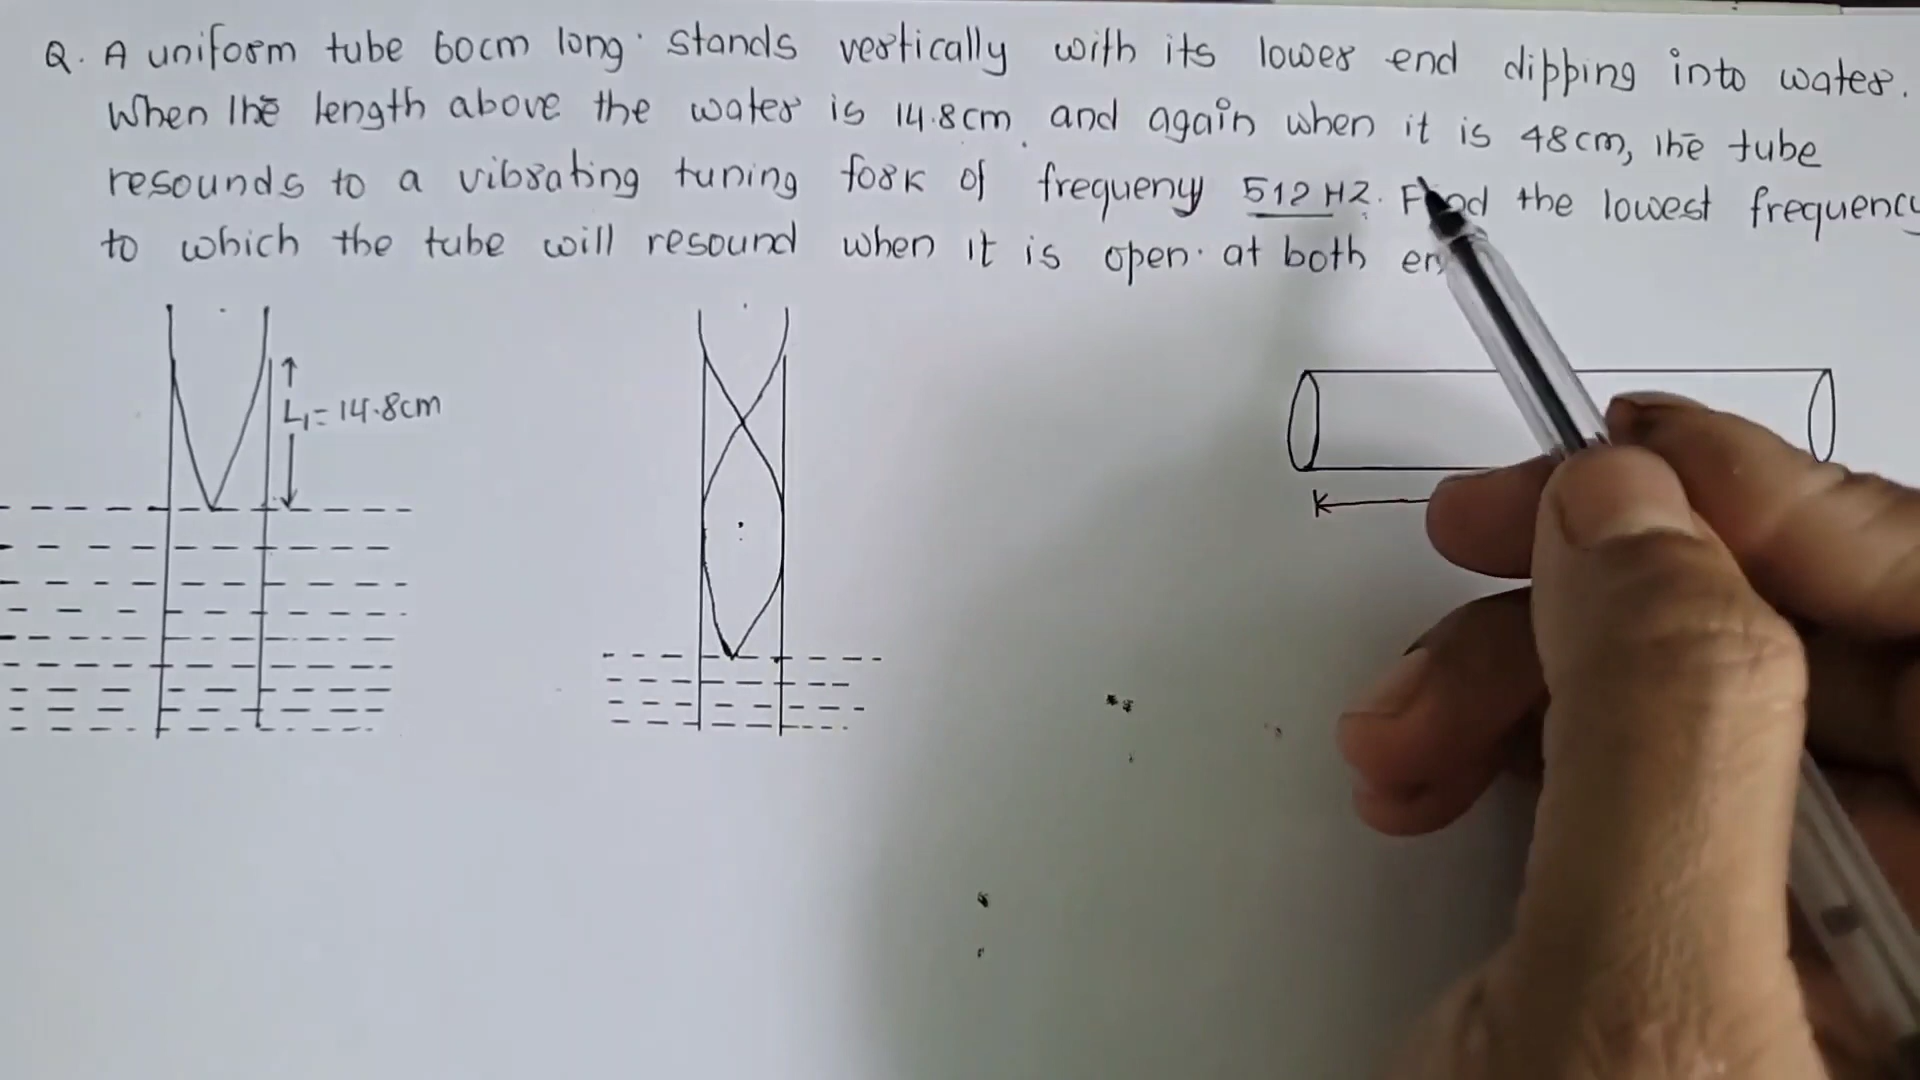 Q. A uniform tube 60cm long stands vertically with its lower end dipping into water.
When the length above the water is 14.8cm and again when it is 48cm, the tube
resounds to a vibrating tuning fork of frequeny 512 HZ. Find the lowest frequency
to which the tube will resound when it is open at both
L₁ = 14.8cm